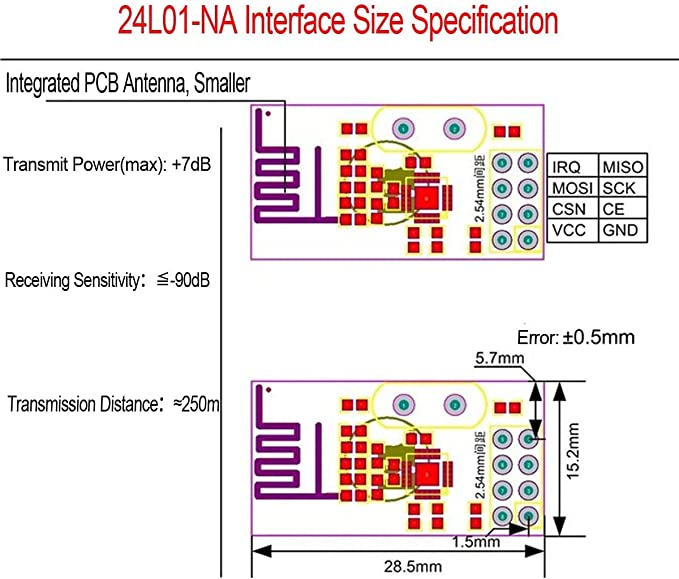 24L01-NA Interface Size Specification
Integrated PCB Antenna, Smaller
Transmit Power(max): +7dB
2.54mm间距
IRQ MISO
MOSI SCK
CSN CE
VCC GND
Receiving Sensitivity: ≦-90dB
Error: ±0.5mm
5.7mm
Transmission Distance: ≈250m
2.54mm间距
15.2mm
1.5mm
28.5mm